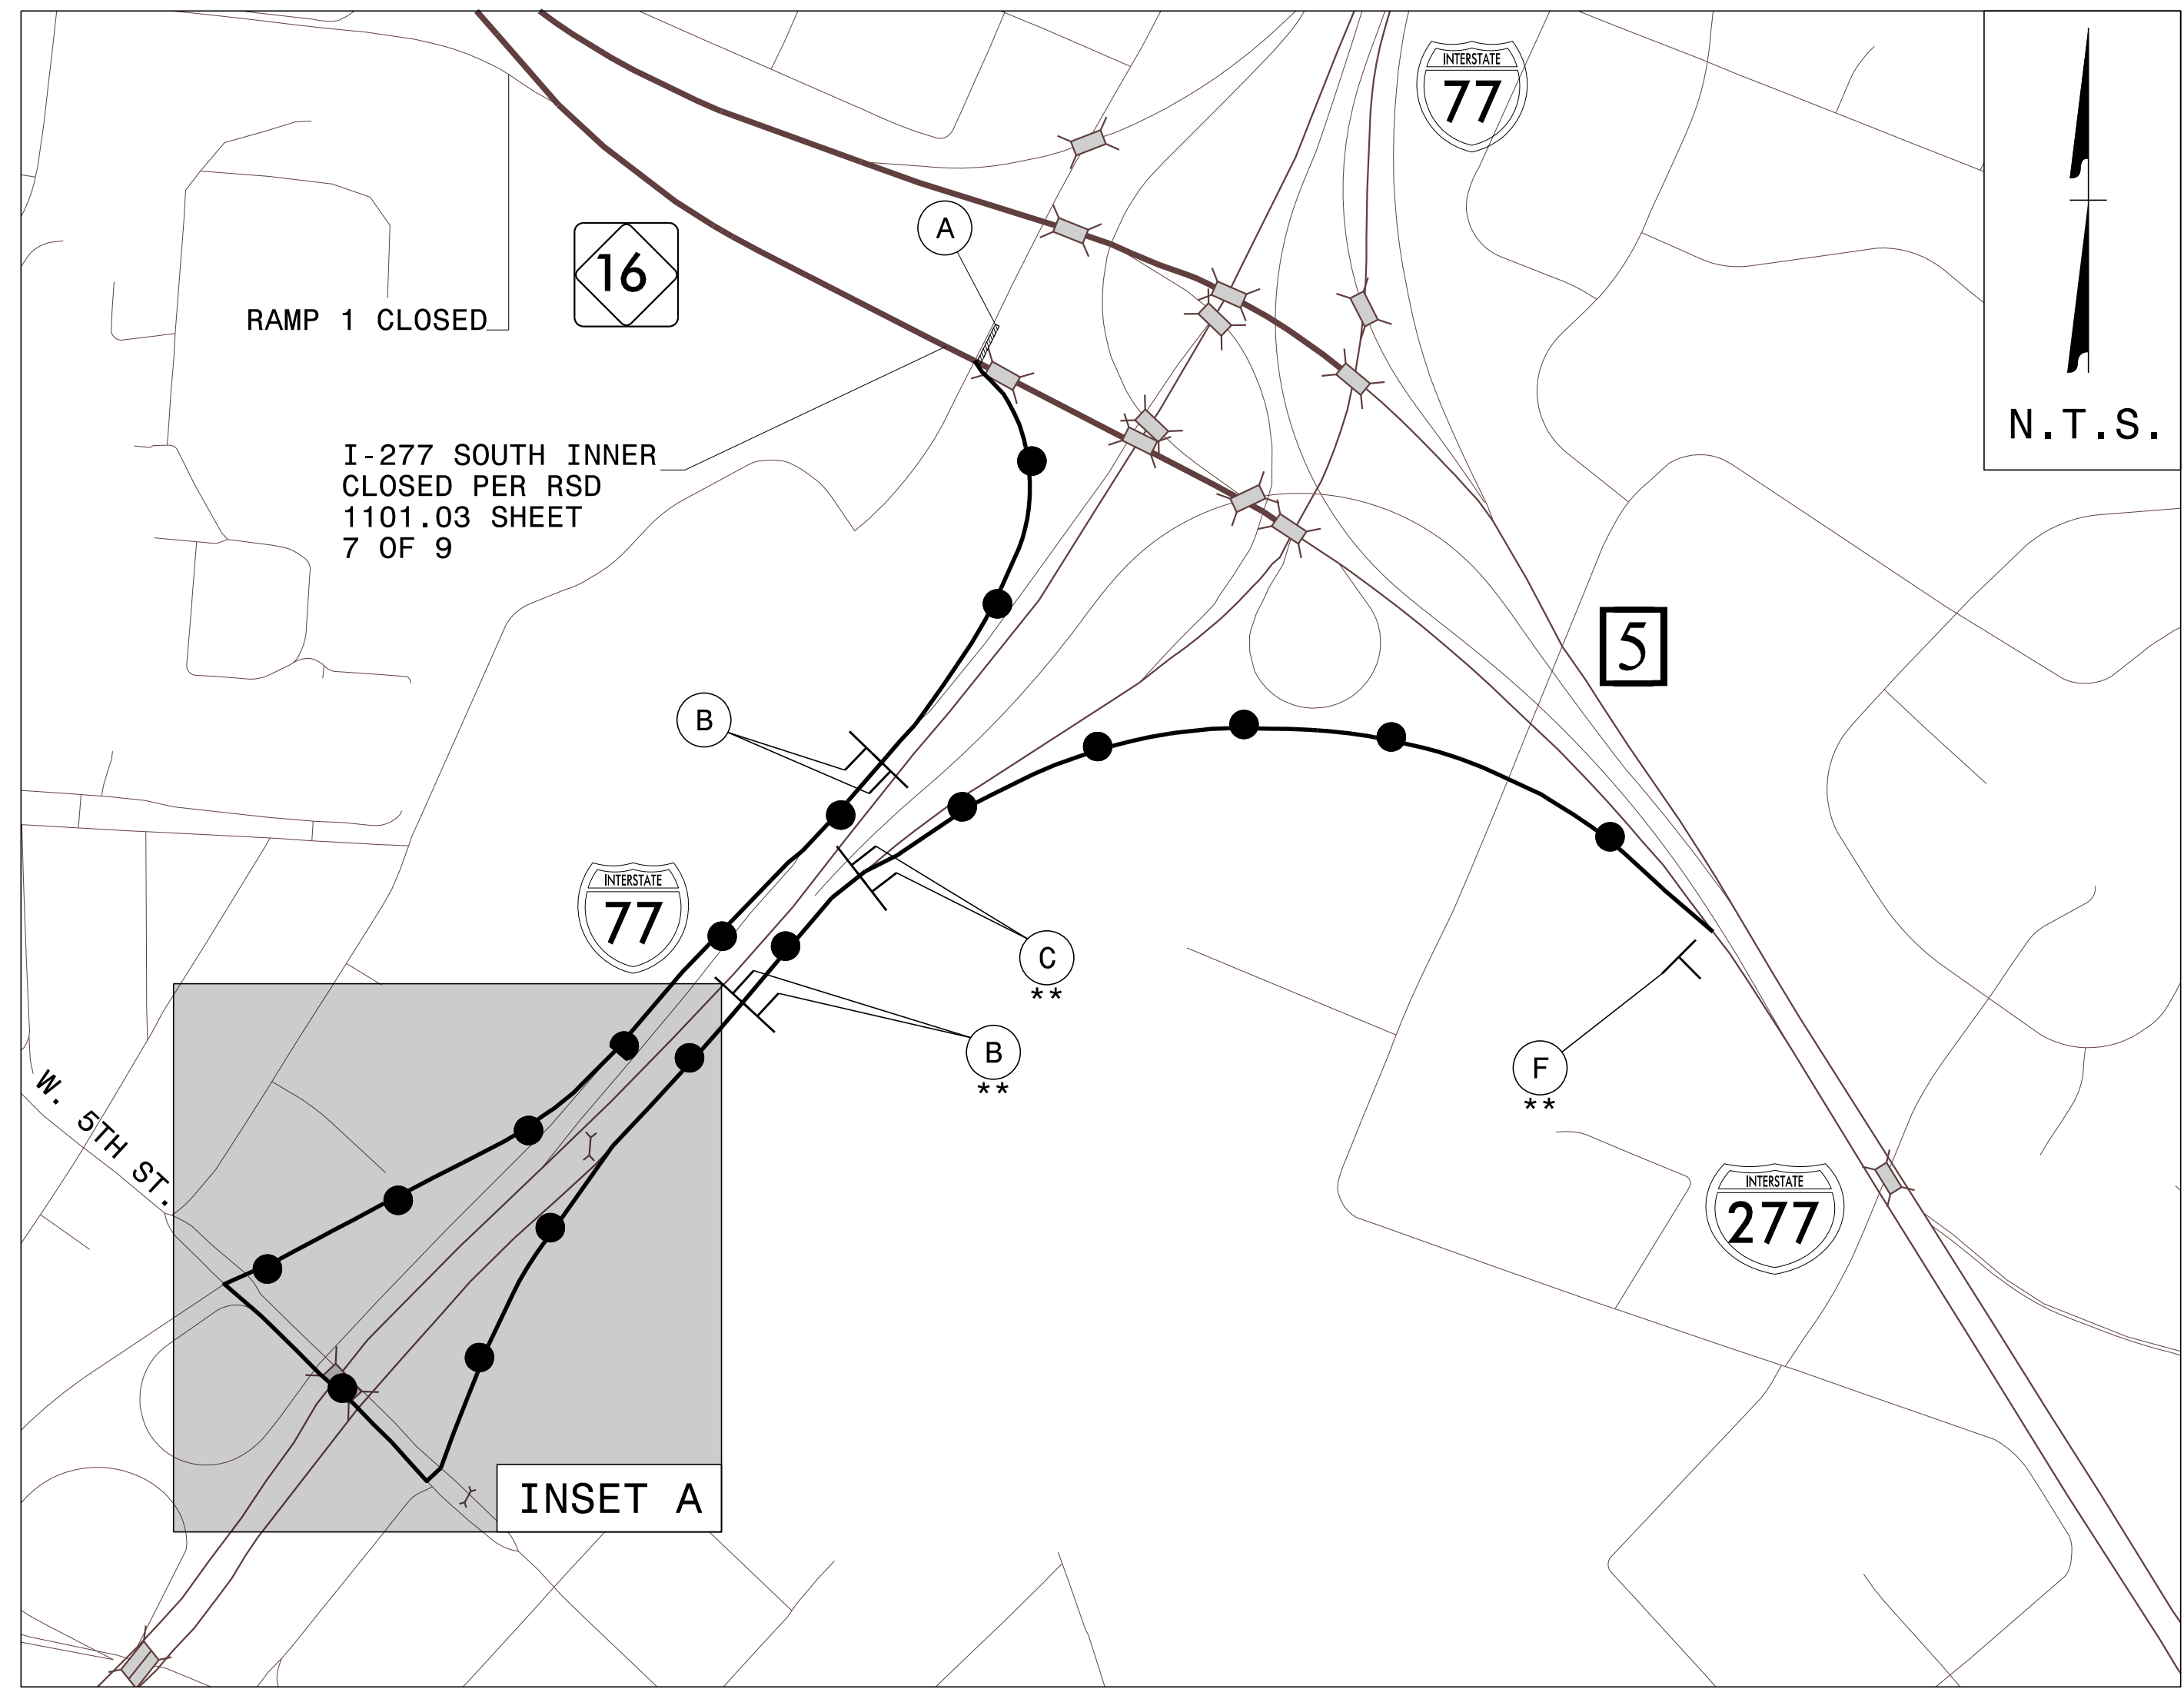 INTERSTATE
77
A
16
RAMP 1 CLOSED
N.T.S.
I-277 SOUTH INNER
CLOSED PER RSD
1101.03 SHEET
7 OF 9
5
B
INTERSTATE
77
C
**
B
**
F
**
W. 5TH ST.
INTERSTATE
277
INSET A